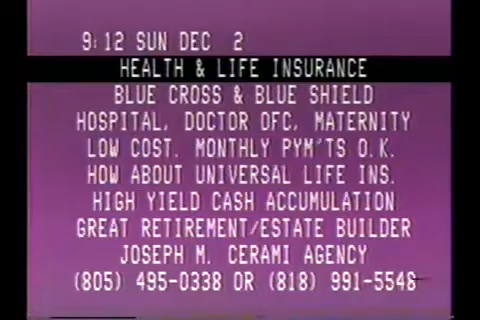 9:12 SUN DEC 2
HEALTH & LIFE INSURANCE
BLUE CROSS & BLUE SHIELD
HOSPITAL, DOCTOR OFC, MATERNITY
LOW COST. MONTHLY PYM'TS O.K.
HOW ABOUT UNIVERSAL LIFE INS.
HIGH YIELD CASH ACCUMULATION
GREAT RETIREMENT/ESTATE BUILDER
JOSEPH M. CERAMI AGENCY
(805) 495-0338 OR (818) 991-5548